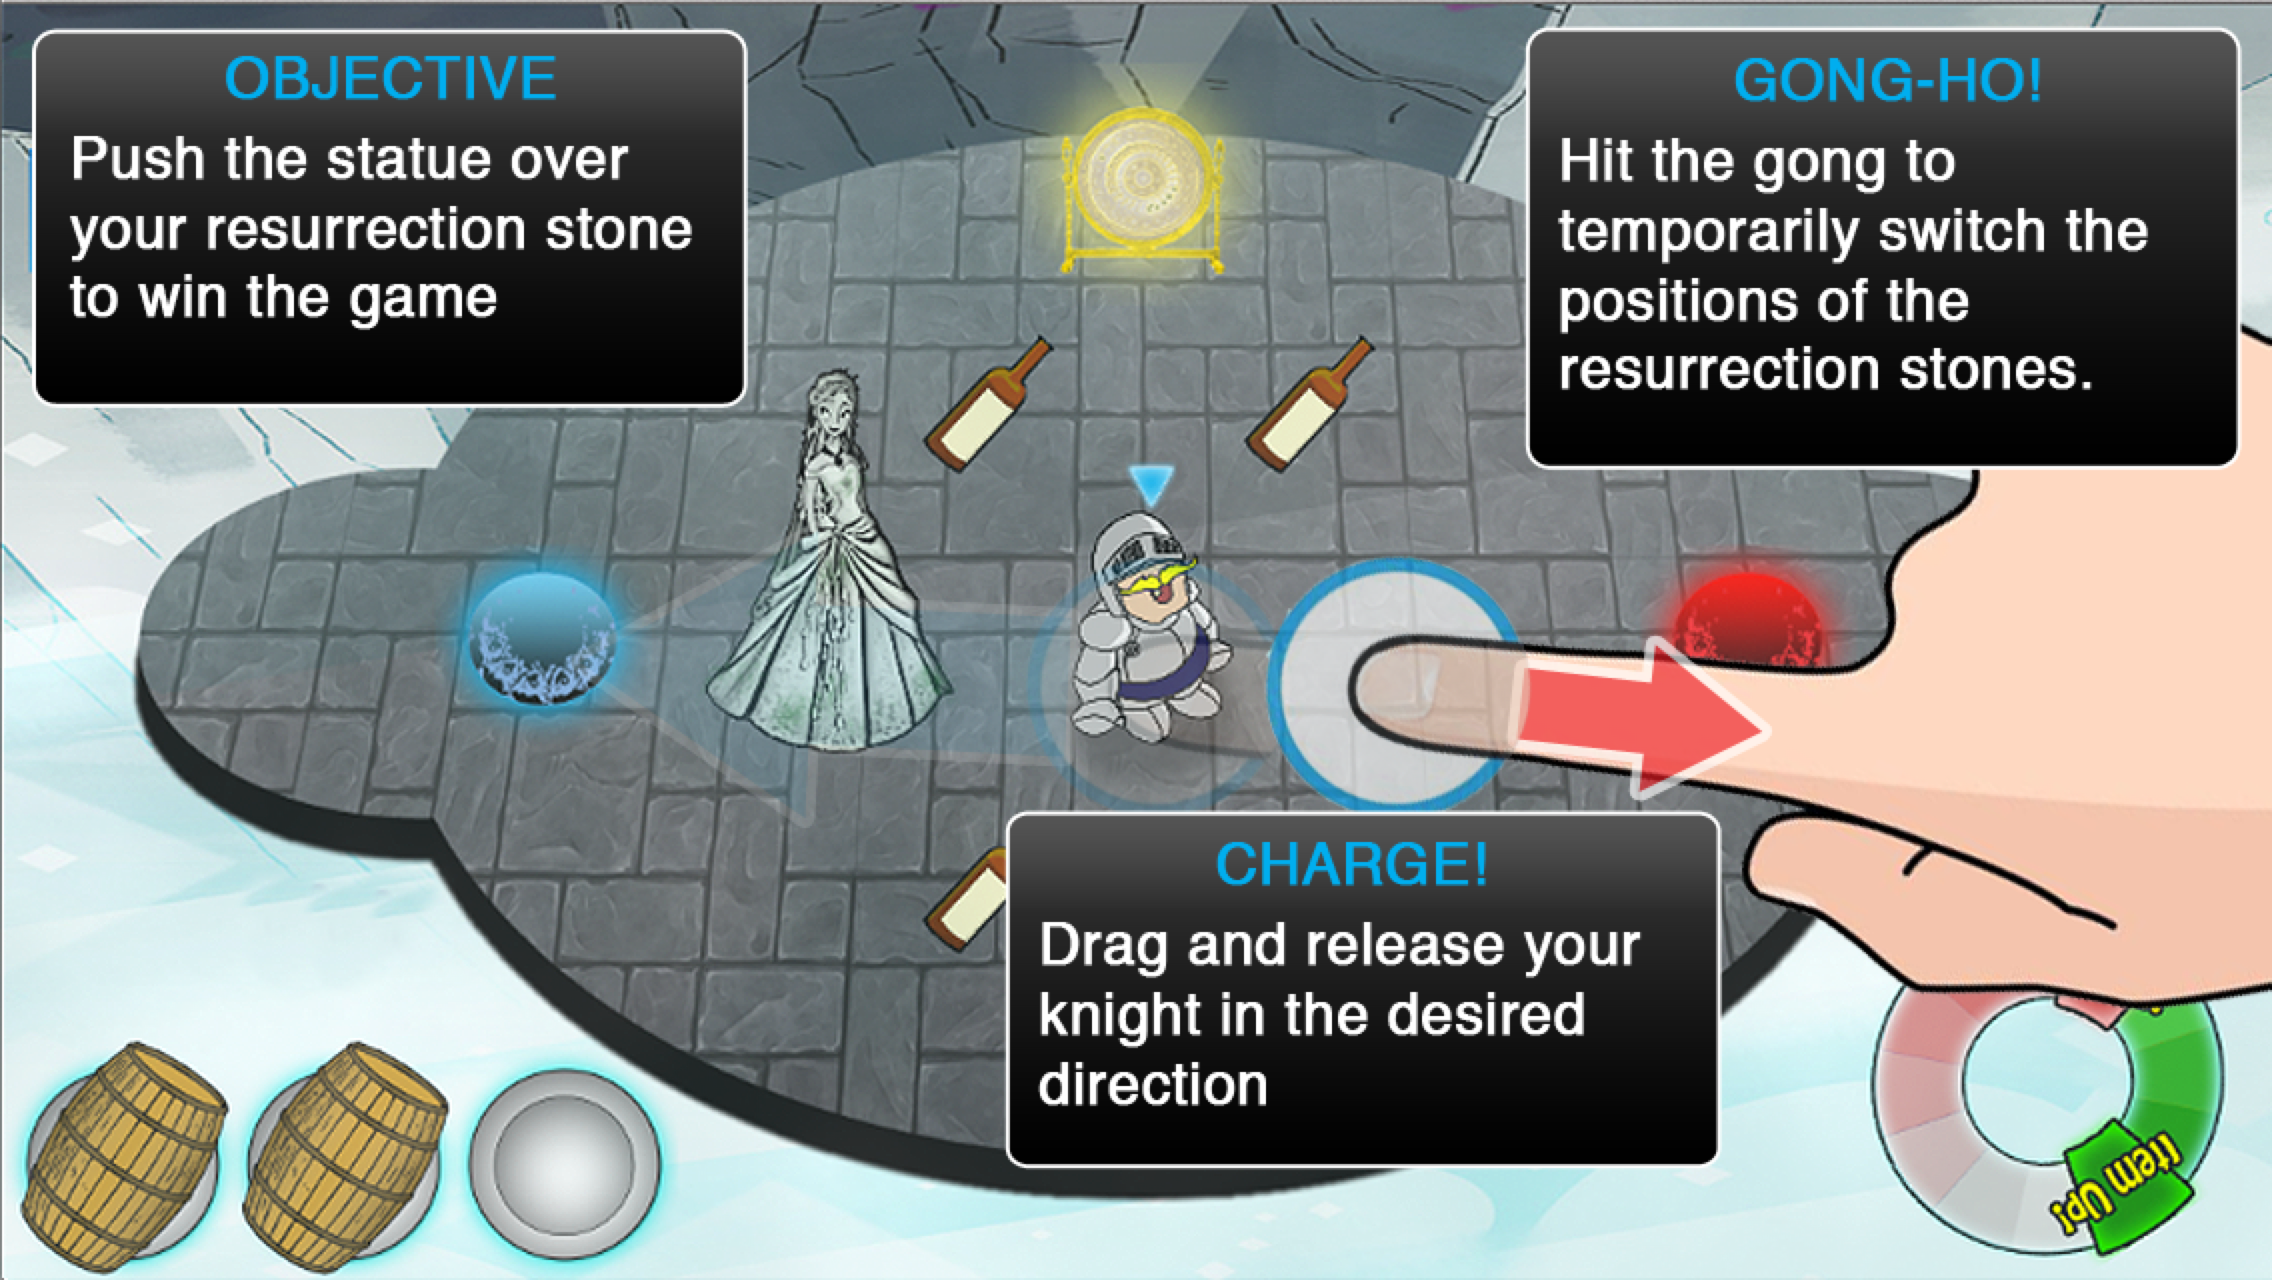 OBJECTIVE
Push the statue over
your resurrection stone
to win the game
GONG-HO!
Hit the gong to
temporarily switch the
positions of the
resurrection stones.
CHARGE!
Drag and release your
knight in the desired
direction
Item Up!